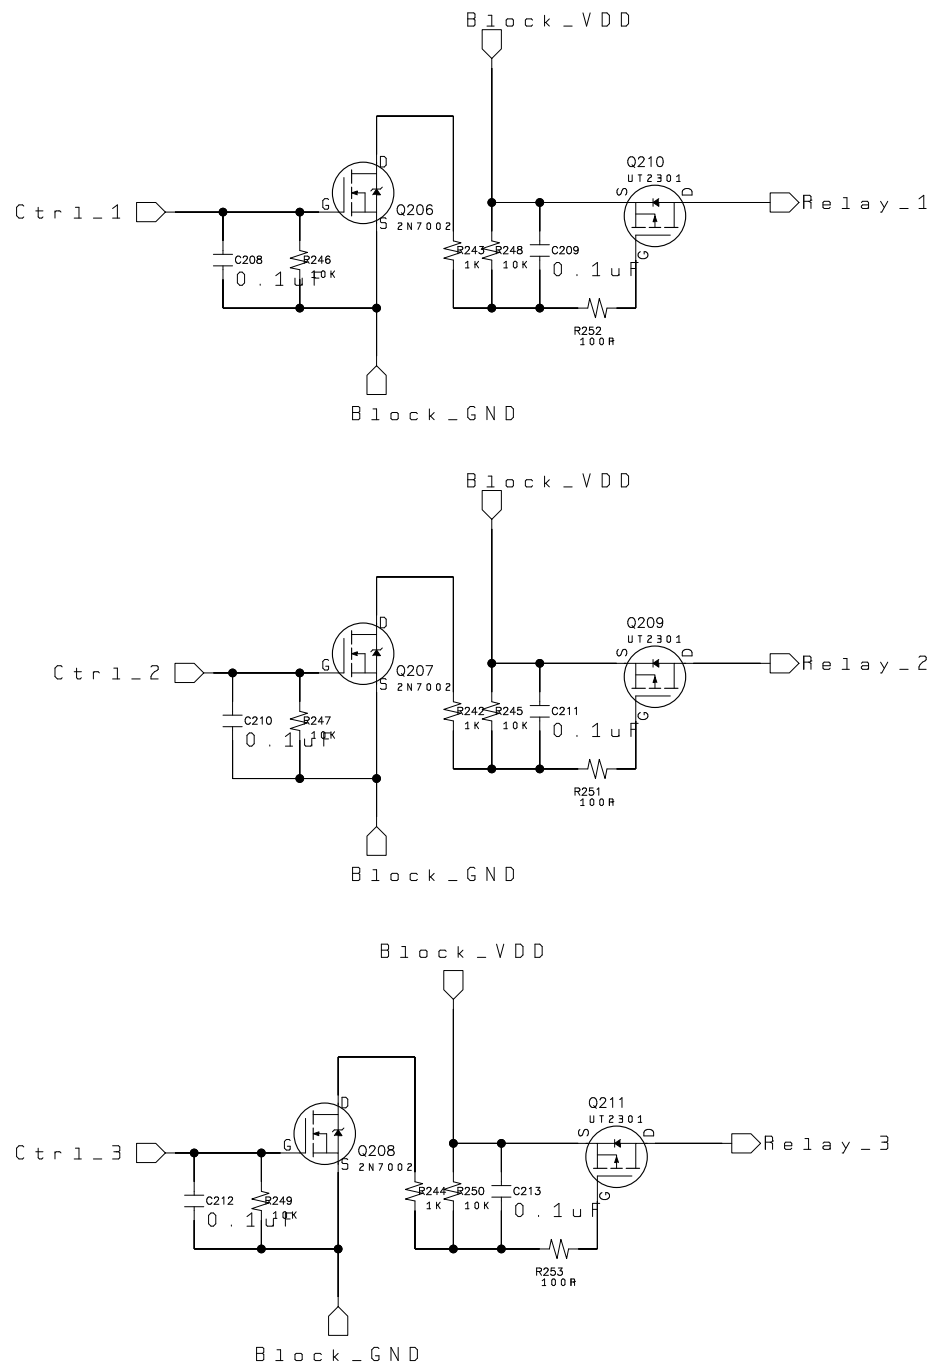 Block_VDD
Q210
UT2301
D
S
D
Ctrl_1
G
Q206
2N7002
S
Relay_1
C208
0.1uF
R246
10K
R243
1K
R248
10K
C209
0.1uF
G
R252
100R
Block_GND
Block_VDD
Q209
UT2301
D
S
D
Ctrl_2
G
Q207
2N7002
S
Relay_2
C210
0.1uF
R247
10K
R242
1K
R245
10K
C211
0.1uF
G
R251
100R
Block_GND
Block_VDD
Q211
UT2301
D
S
D
Ctrl_3
G
Q208
2N7002
S
Relay_3
C212
0.1uF
R249
10K
R244
1K
R250
10K
C213
0.1uF
G
R253
100R
Block_GND